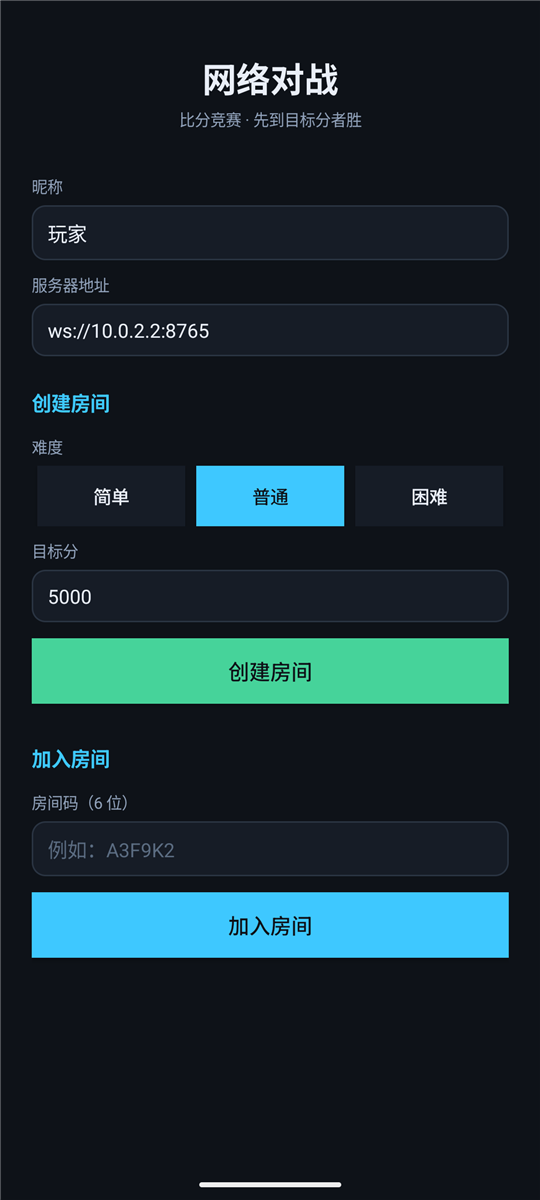 网络对战
比分竞赛 · 先到目标分者胜
昵称
玩家
服务器地址
ws://10.0.2.2:8765
创建房间
难度
简单 普通 困难
目标分
5000
创建房间
加入房间
房间码（6 位）
例如：A3F9K2
加入房间